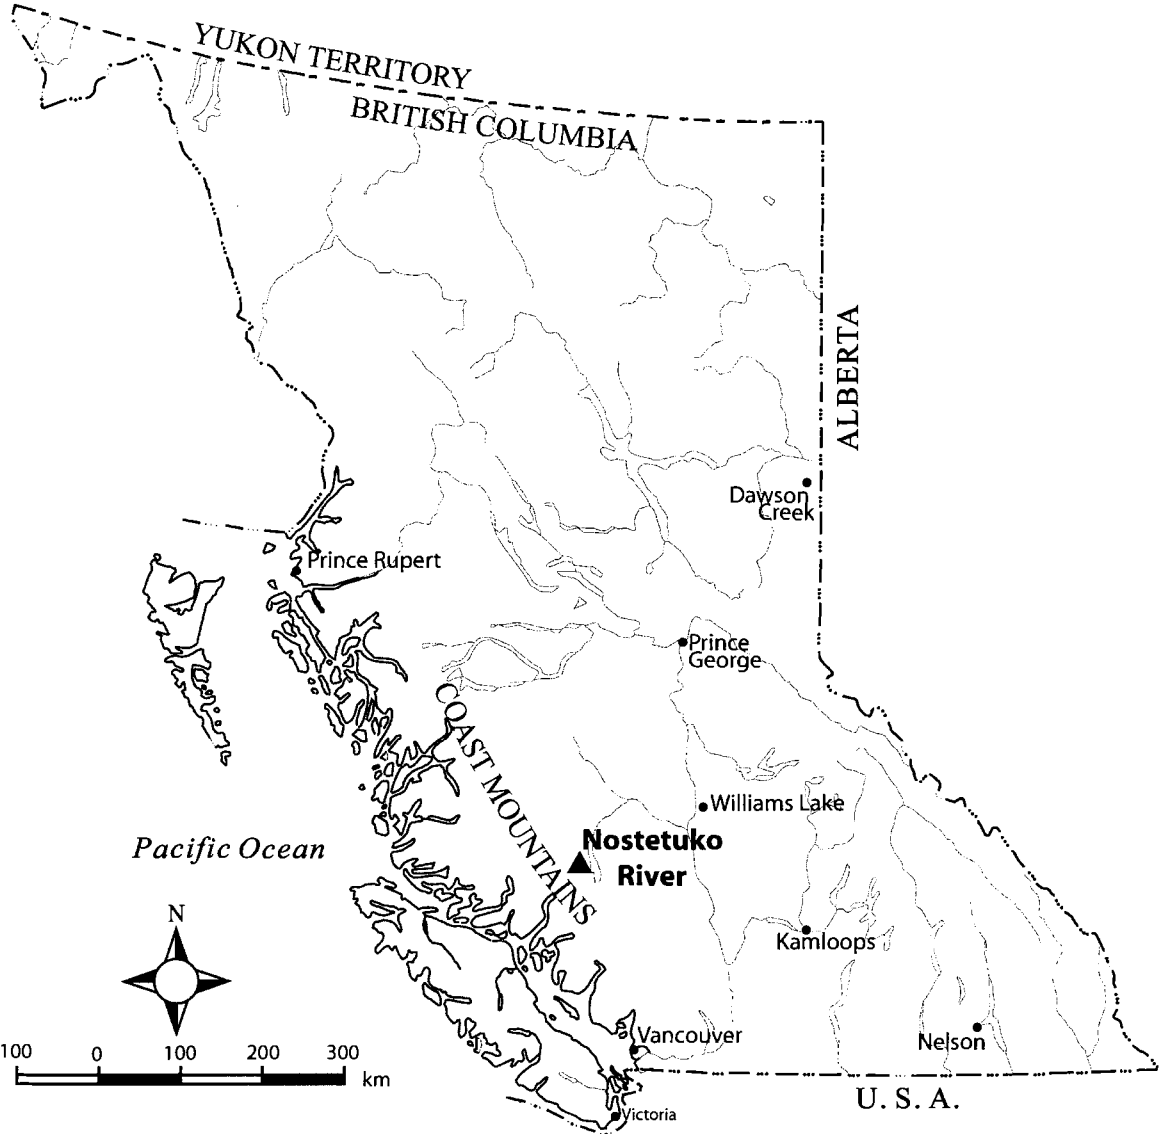 YUKON TERRITORY
BRITISH COLUMBIA
ALBERTA
Dawson
Creek
Prince Rupert
Prince
George
COAST MOUNTAINS
Williams Lake
Nostetuko
River
Pacific Ocean
N
Kamloops
Vancouver
Nelson
100 0 100 200 300
km
U. S. A.
Victoria